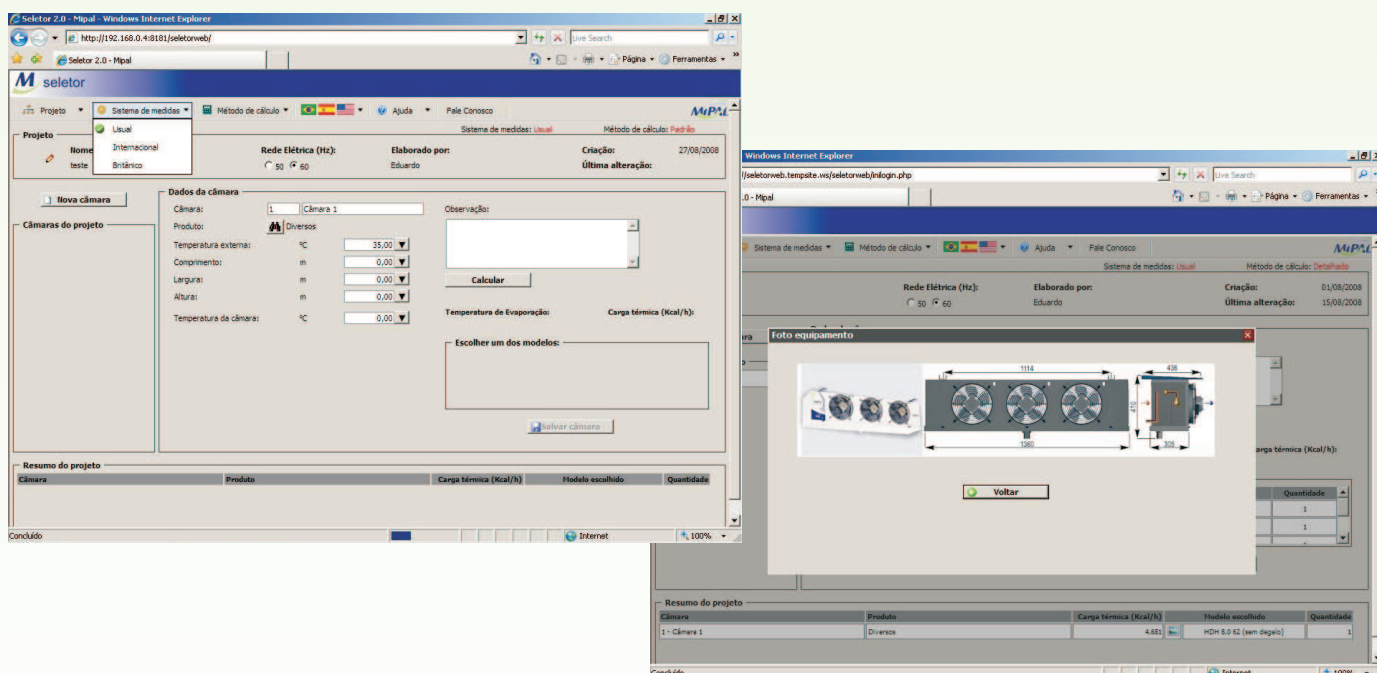 Seletor 2.0 - Mipal - Windows Internet Explorer
http://192.168.0.4:8181/seletorweb/
Live Search
Seletor 2.0 - Mipal
Página
Ferramentas
M seletor
Projeto
Sistema de medidas
Método de cálculo
Ajuda
Fale Conosco
MIPAL
Usual
Internacional
Britânico
Sistema de medidas: Usual
Método de cálculo: Padrão
Projeto
Nome
Rede Elétrica (Hz):
Elaborado por:
Criação:
27/08/2008
teste
50 60
Eduardo
Última alteração:
Nova câmara
Câmaras do projeto
Dados da câmara
Câmara: 1 Câmara 1
Observação:
Produto: Diversos
Temperatura externa: ºC 35,00
Comprimento: m 0,00
Largura: m 0,00
Calcular
Altura: m 0,00
Temperatura da câmara: ºC 0,00
Temperatura de Evaporação:
Carga térmica (Kcal/h):
Escolher um dos modelos:
Salvar câmara
Resumo do projeto
Câmara
Produto
Carga térmica (Kcal/h)
Modelo escolhido
Quantidade
Concluído
Internet
100%
Windows Internet Explorer
/seletorweb.tempsite.ws/seletorweb/inilogin.php
Live Search
.0 - Mipal
Página
Ferramentas
Sistema de medidas
Método de cálculo
Ajuda
Fale Conosco
MIPAL
Sistema de medidas: Usual
Método de cálculo: Detalhado
Rede Elétrica (Hz):
Elaborado por:
Criação:
01/08/2008
50 60
Eduardo
Última alteração:
15/08/2008
ara
Foto equipamento
1114
436
410
1360
305
Voltar
arga térmica (Kcal/h):
Quantidade
1
1
Resumo do projeto
Câmara
Produto
Carga térmica (Kcal/h)
Modelo escolhido
Quantidade
1 - Câmara 1
Diversos
4.681
HDH 6.0 62 (sem degelo)
1
Concluído
Internet
100%